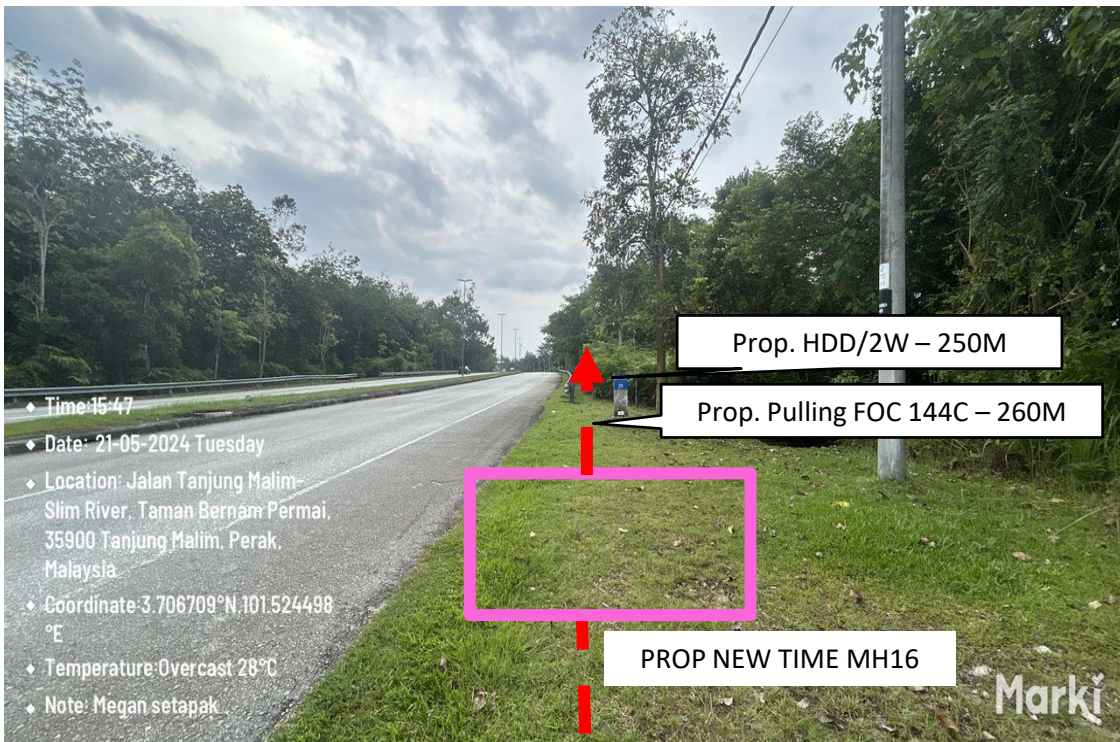 Prop. HDD/2W – 250M
Prop. Pulling FOC 144C – 260M
Time:15:47
Date: 21-05-2024 Tuesday
Location: Jalan Tanjung Malim-
Slim River, Taman Bernam Permai,
35900 Tanjung Malim, Perak,
Malaysia
Coordinate:3.706709°N,101.524498
°E
Temperature:Overcast 28°C
Note: Megan setapak
PROP NEW TIME MH16
Marki